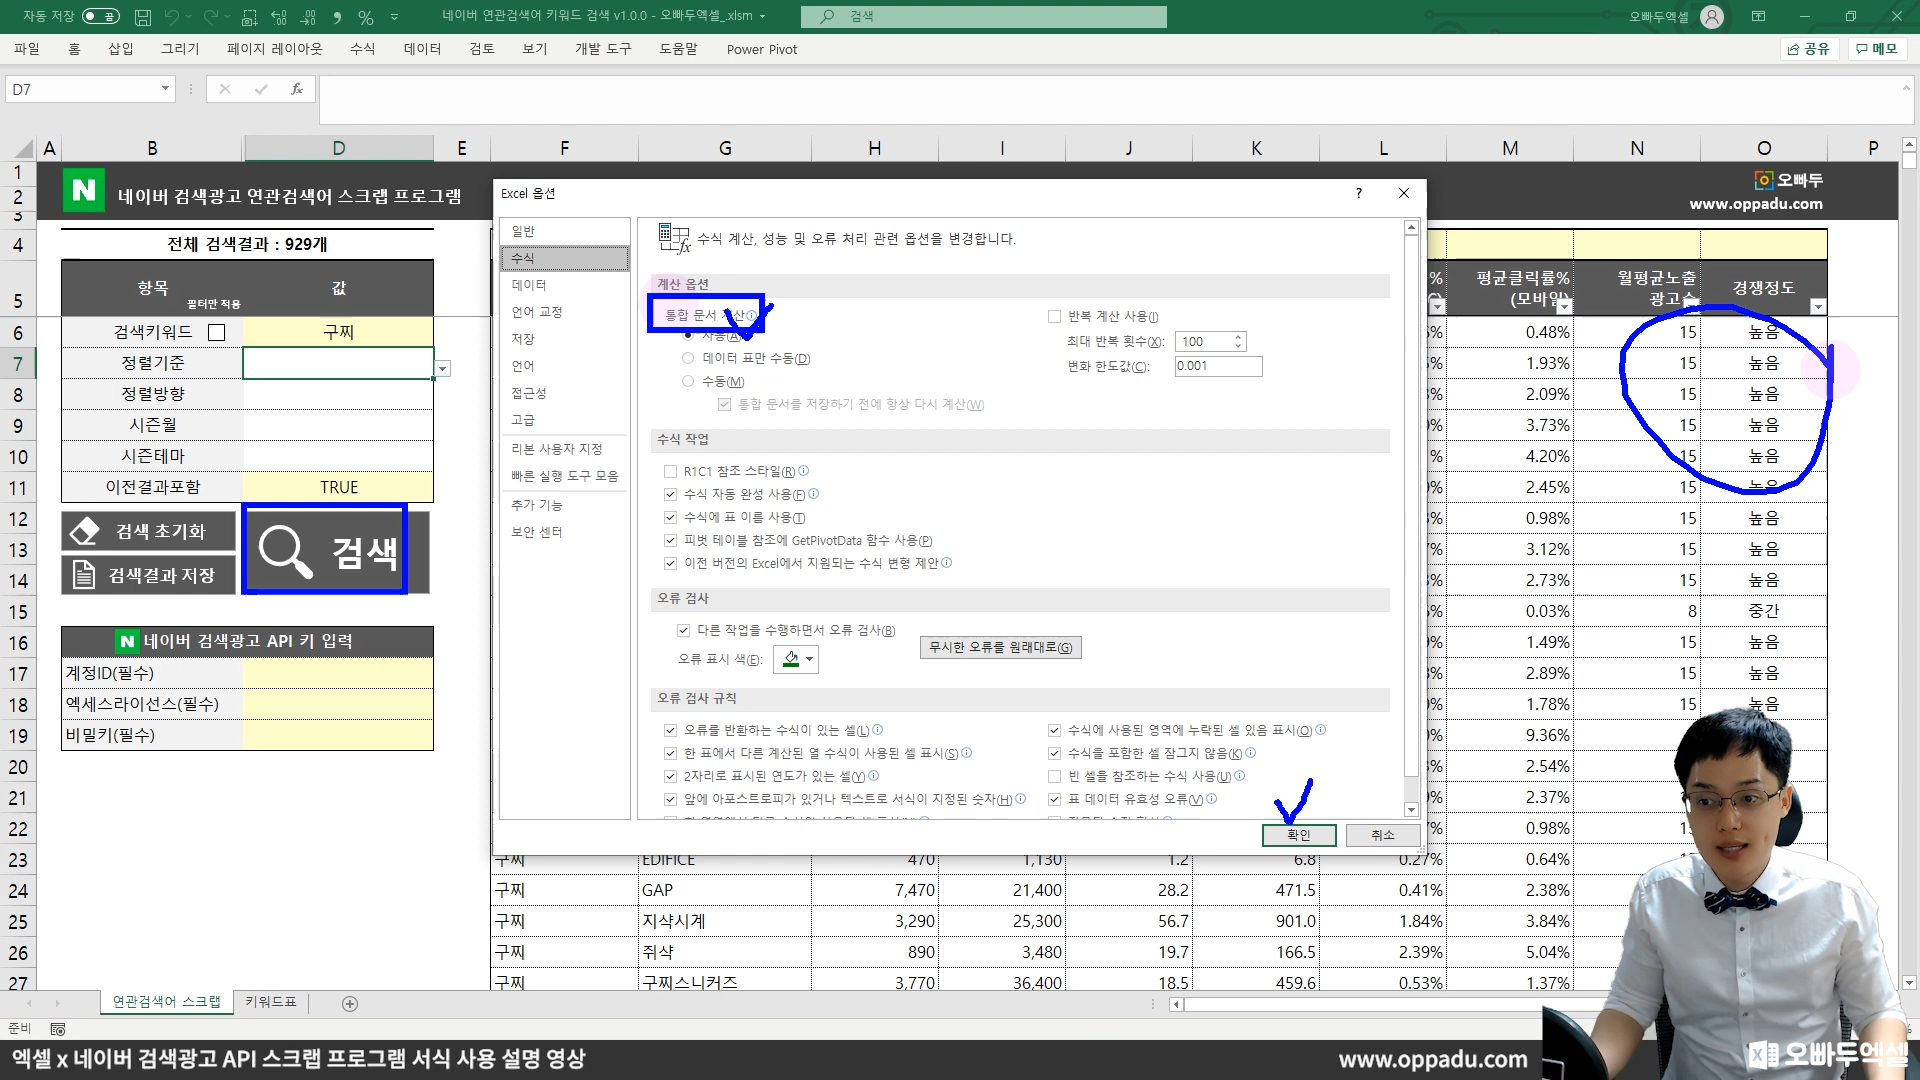 자동 저장 끔
네이버 연관검색어 키워드 검색 v1.0.0 - 오빠두엑셀_.xlsm
검색
오빠두엑셀
파일 홈 삽입 그리기 페이지 레이아웃 수식 데이터 검토 보기 개발 도구 도움말 Power Pivot
공유 메모
D7
fx
A B D E F G H I J K L M N O P
1
2
3
N 네이버 검색광고 연관검색어 스크랩 프로그램
오빠두
www.oppadu.com
4 전체 검색결과 : 929개
5 항목 필터만 적용 값
평균클릭률% (모바일)
월평균노출
경쟁정도
6 검색키워드 구찌 0.48% 15 높음
7 정렬기준 1.93% 15 높음
8 정렬방향 2.09% 15 높음
9 시즌월 3.73% 15 높음
10 시즌테마 4.20% 15 높음
11 이전결과포함 TRUE 2.45% 15 높음
12 검색 초기화 검색 0.98% 15 높음
13 3.12% 15 높음
14 검색결과 저장 2.73% 15 높음
15 0.03% 8 중간
16 N 네이버 검색광고 API 키 입력 1.49% 15 높음
17 계정ID(필수) 2.89% 15 높음
18 엑세스라이선스(필수) 1.78% 15 높음
19 비밀키(필수) 9.36%
20 2.54%
21 2.37%
22 0.98%
23 구찌 EDIFICE 470 1,130 1.2 6.8 0.27% 0.64%
24 구찌 GAP 7,470 21,400 28.2 471.5 0.41% 2.38%
25 구찌 지샥시계 3,290 25,300 56.7 901.0 1.84% 3.84%
26 구찌 쥐샥 890 3,480 19.7 166.5 2.39% 5.04%
27 구찌 구찌스니커즈 3,770 36,400 18.5 459.6 0.53% 1.37%
Excel 옵션 ?
일반
수식
데이터
언어 교정
저장
언어
접근성
고급
리본 사용자 지정
빠른 실행 도구 모음
추가 기능
보안 센터
수식 계산, 성능 및 오류 처리 관련 옵션을 변경합니다.
계산 옵션
통합 문서 계산
자동(A)
데이터 표만 수동(D)
수동(M)
통합 문서를 저장하기 전에 항상 다시 계산(W)
반복 계산 사용(I)
최대 반복 횟수(X): 100
변화 한도값(C): 0.001
수식 작업
R1C1 참조 스타일(R)
수식 자동 완성 사용(F)
수식에 표 이름 사용(T)
피벗 테이블 참조에 GetPivotData 함수 사용(P)
이전 버전의 Excel에서 지원되는 수식 변형 제안
오류 검사
다른 작업을 수행하면서 오류 검사(B)
오류 표시 색(E):
무시한 오류를 원래대로(G)
오류 검사 규칙
오류를 반환하는 수식이 있는 셀(L)
한 표에서 다른 계산된 열 수식이 사용된 셀 표시(S)
2자리로 표시된 연도가 있는 셀(Y)
앞에 아포스트로피가 있거나 텍스트로 서식이 지정된 숫자(H)
수식에 사용된 영역에 누락된 셀 있음 표시(O)
수식을 포함한 셀 잠그지 않음(K)
빈 셀을 참조하는 수식 사용(U)
표 데이터 유효성 오류(V)
확인 취소
연관검색어 스크랩 키워드표
준비
엑셀 x 네이버 검색광고 API 스크랩 프로그램 서식 사용 설명 영상
www.oppadu.com
오빠두엑셀